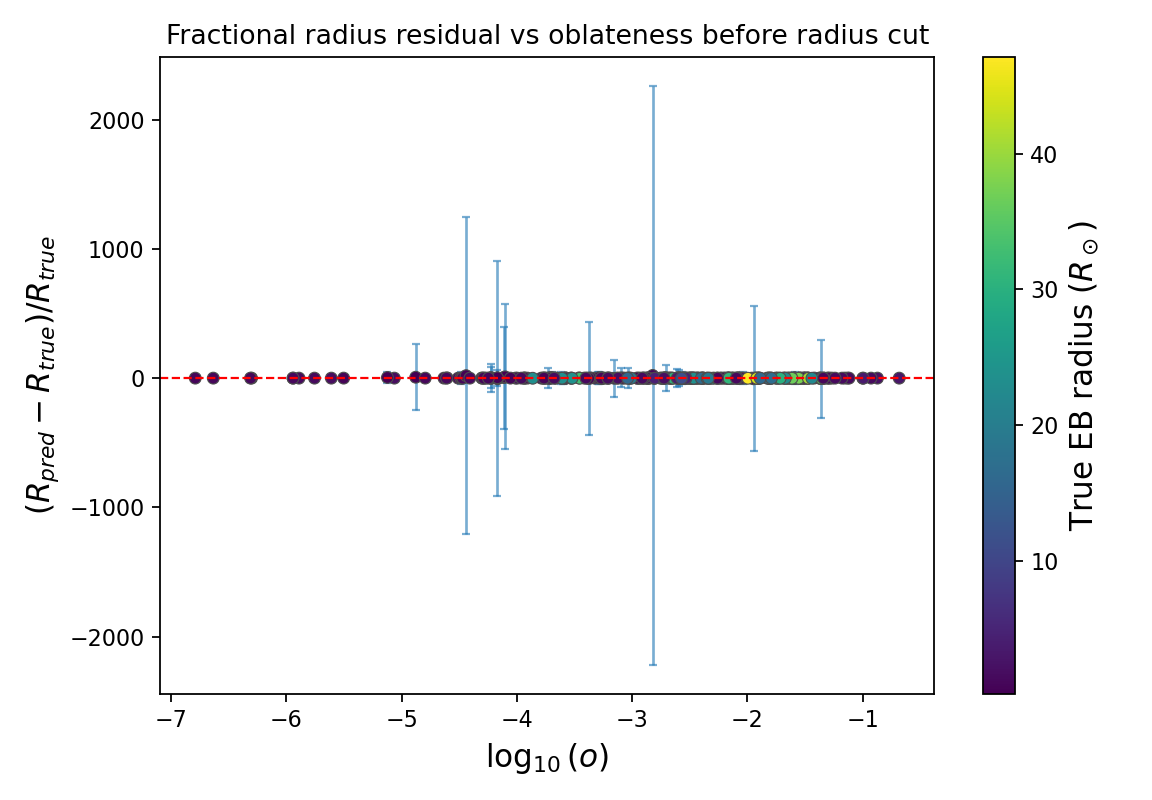 Fractional radius residual vs oblateness before radius cut
2000
1000
0
−1000
−2000
(R_pred − R_true)/R_true
−7 −6 −5 −4 −3 −2 −1
log₁₀(o)
40
30
20
10
True EB radius (R_⊙)